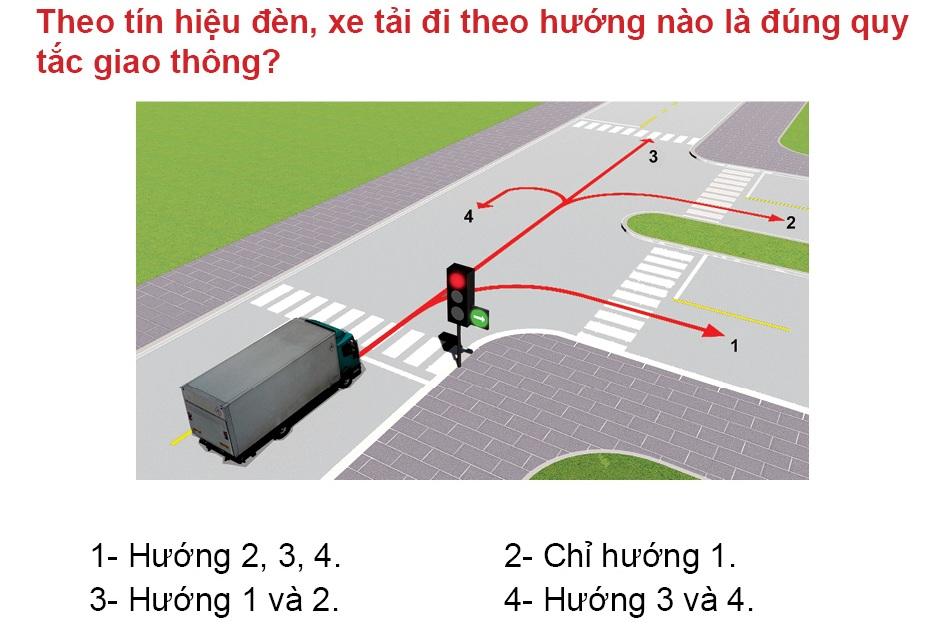 Theo tín hiệu đèn, xe tải đi theo hướng nào là đúng quy
tắc giao thông?
3
4
2
1
1- Hướng 2, 3, 4.
2- Chỉ hướng 1.
3- Hướng 1 và 2.
4- Hướng 3 và 4.